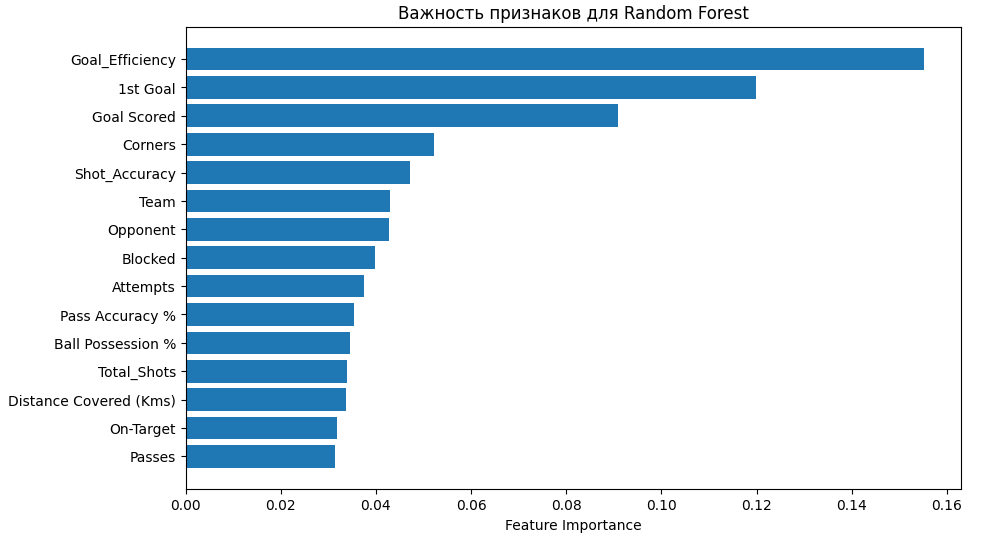 Важность признаков для Random Forest
Goal_Efficiency
1st Goal
Goal Scored
Corners
Shot_Accuracy
Team
Opponent
Blocked
Attempts
Pass Accuracy %
Ball Possession %
Total_Shots
Distance Covered (Kms)
On-Target
Passes
0.00 0.02 0.04 0.06 0.08 0.10 0.12 0.14 0.16
Feature Importance